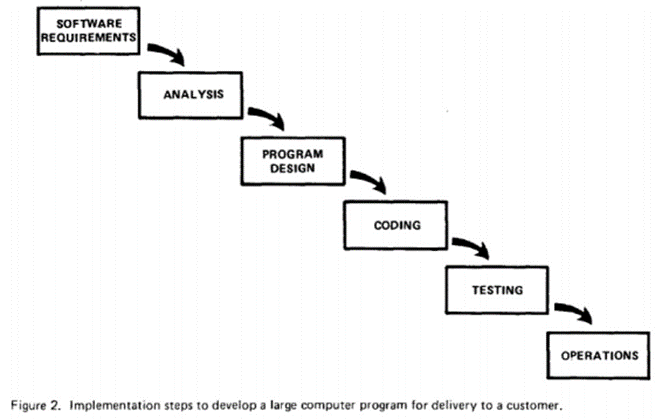 SOFTWARE
REQUIREMENTS
ANALYSIS
PROGRAM
DESIGN
CODING
TESTING
OPERATIONS
Figure 2. Implementation steps to develop a large computer program for delivery to a customer.